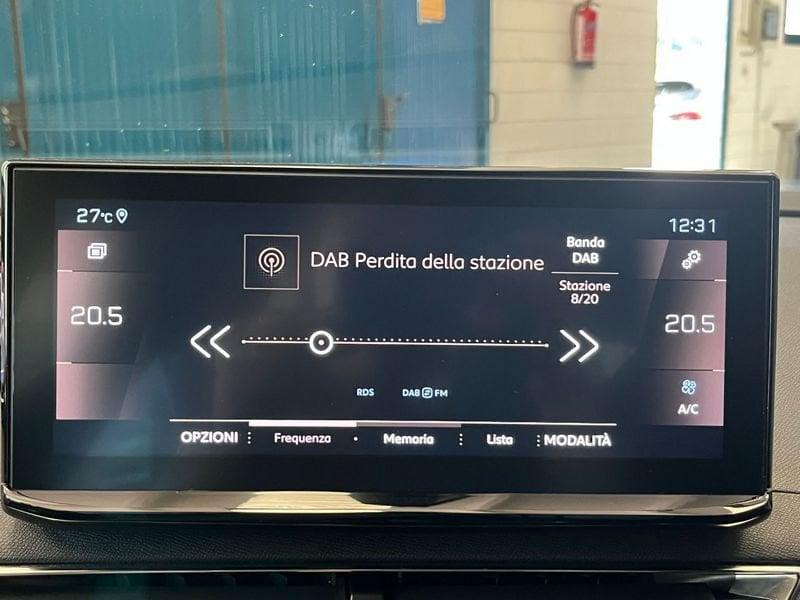 27°C
12:31
DAB Perdita della stazione
Banda
DAB
Stazione
8/20
20.5
20.5
RDS
DAB FM
A/C
OPZIONI
Frequenza
Memoria
Lista
MODALITÀ